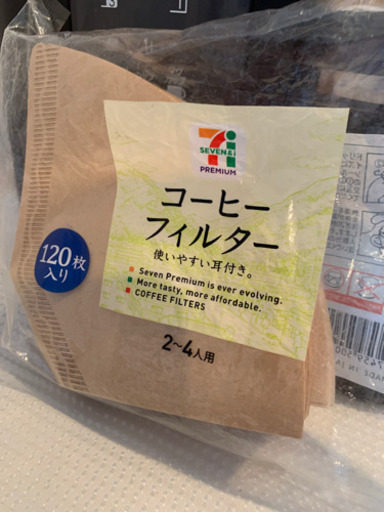 SEVEN&i
PREMIUM
コーヒー
フィルター
使いやすい耳付き。
Seven Premium is ever evolving.
More tasty, more affordable.
COFFEE FILTERS
120枚
入り
2〜4人用